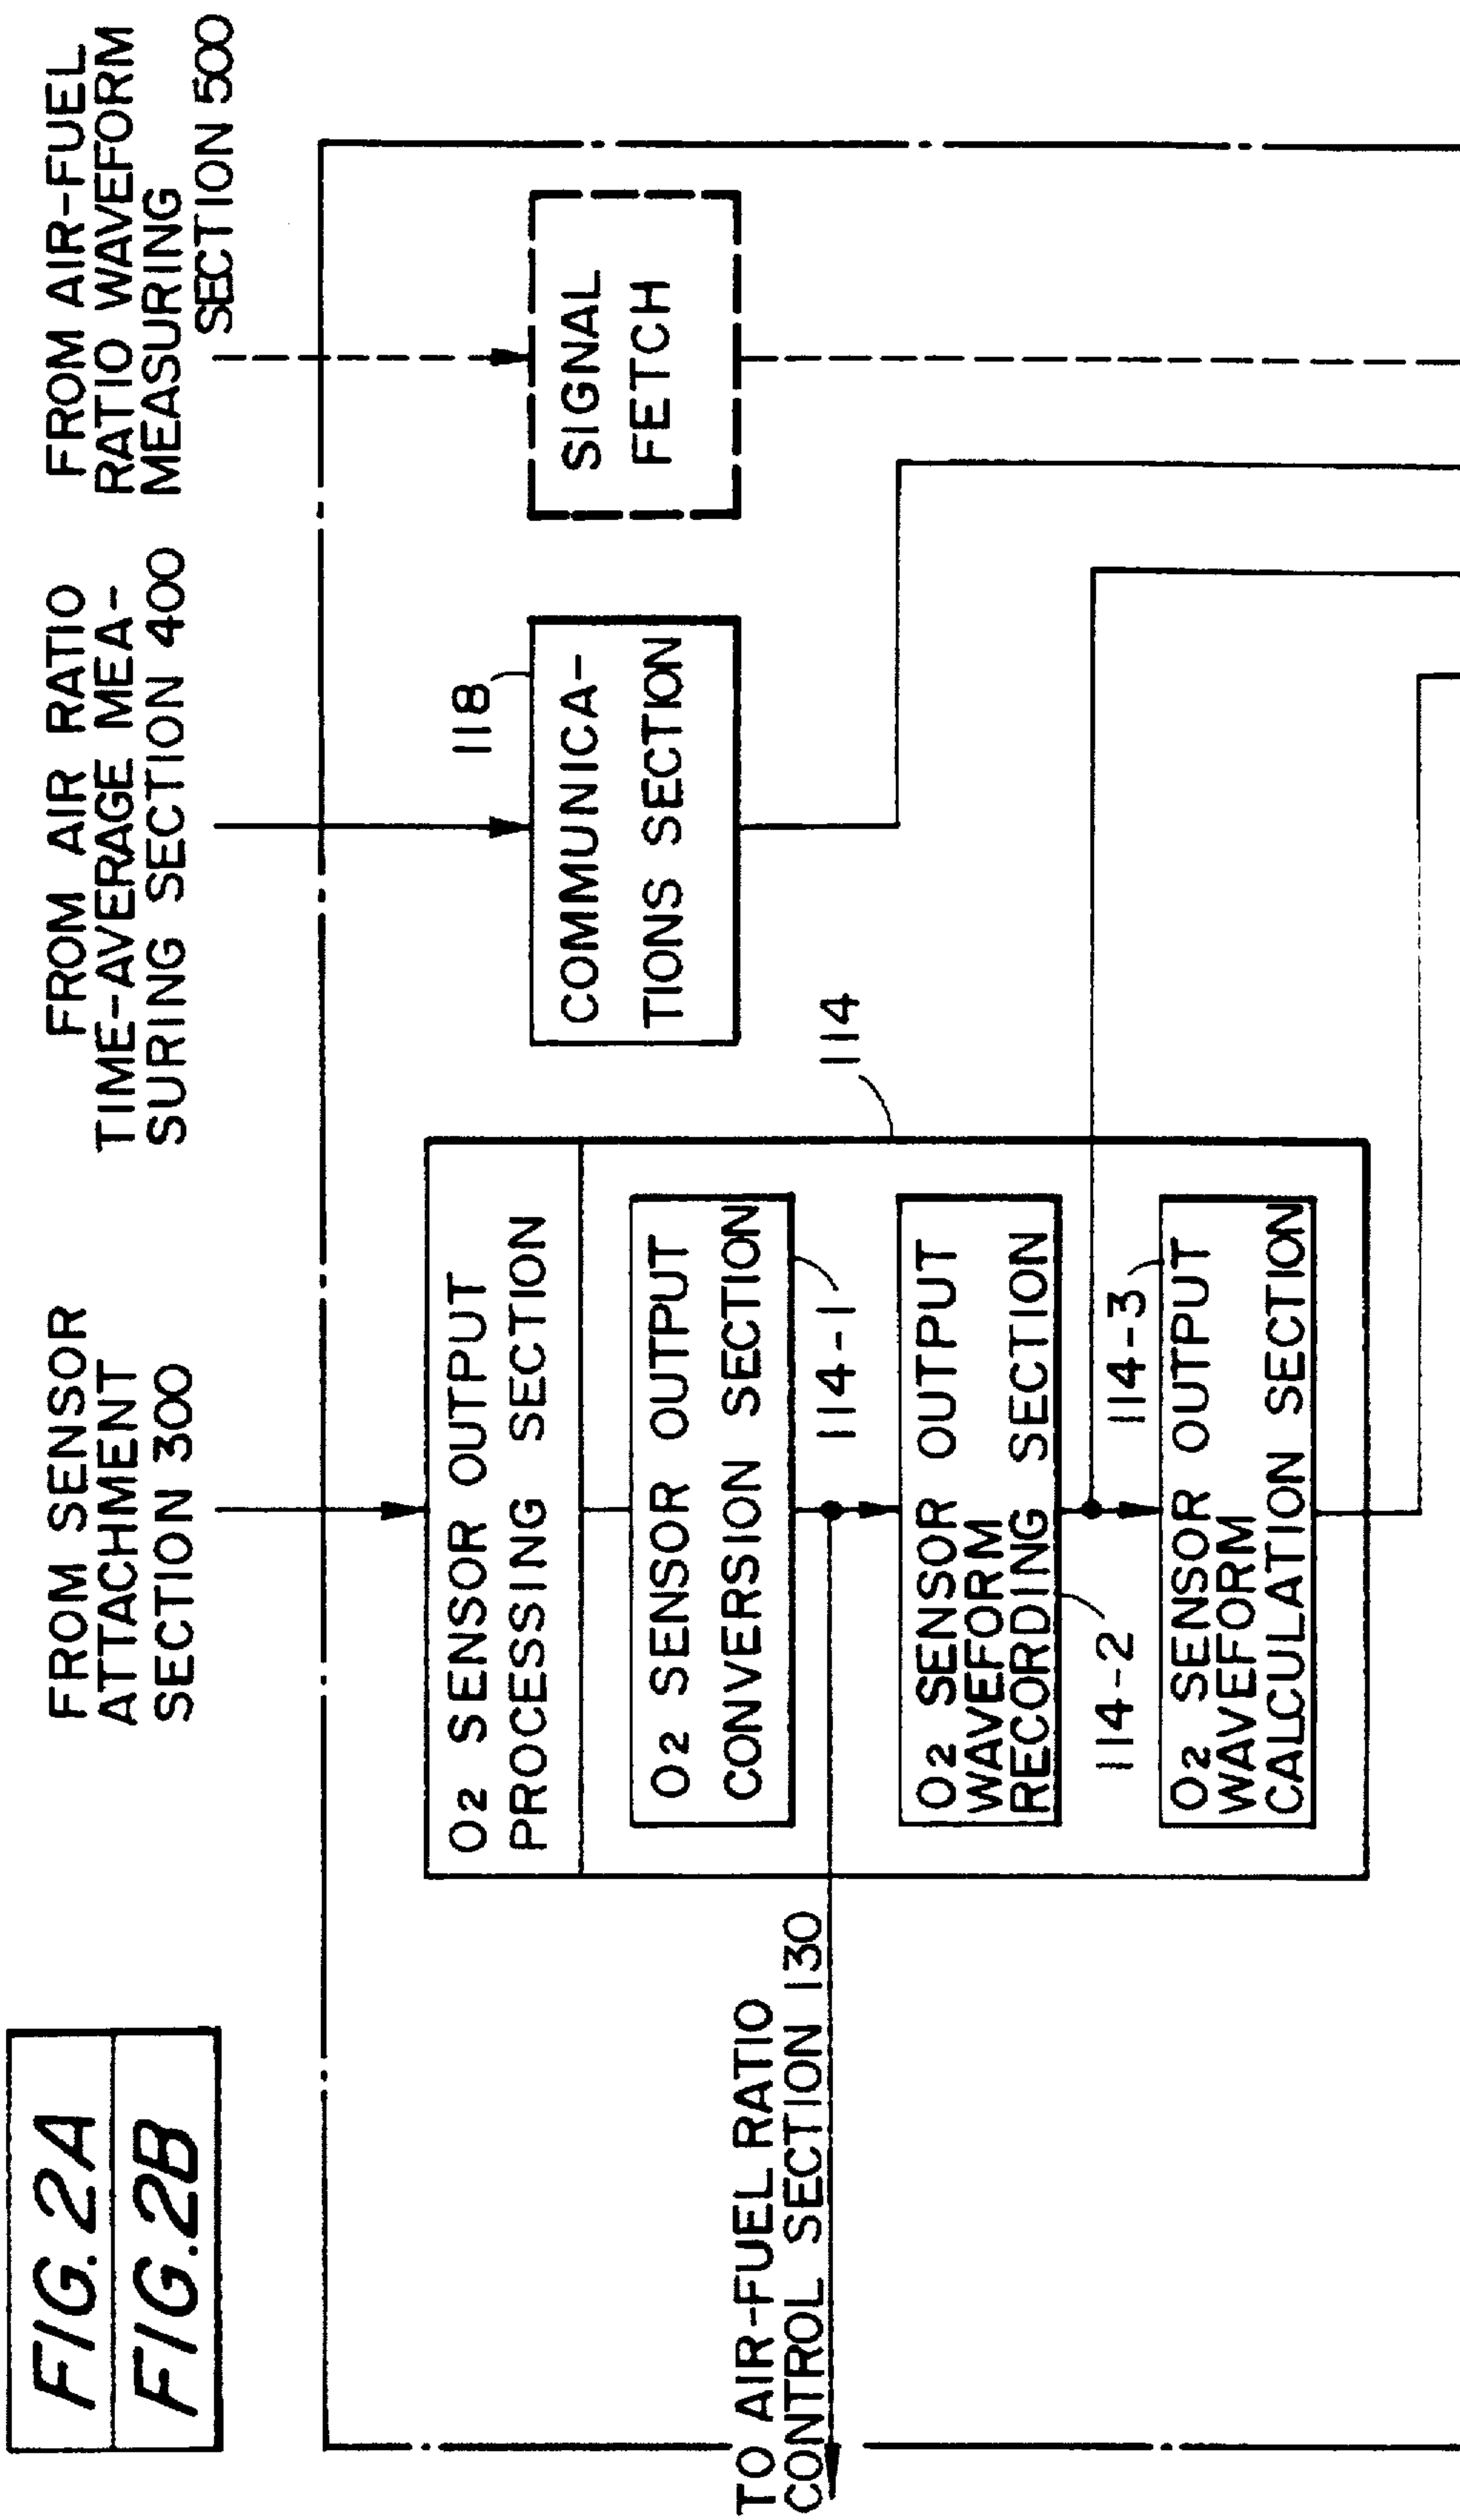 FIG. 2A
FIG. 2B
FROM SENSOR
ATTACHMENT
SECTION 300
FROM AIR RATIO
TIME-AVERAGE MEA-
SURING SECTION 400
FROM AIR-FUEL
RATIO WAVEFORM
MEASURING
SECTION 500
118
COMMUNICA-
TIONS SECTION
SIGNAL
FETCH
114
O2 SENSOR OUTPUT
PROCESSING SECTION
O2 SENSOR OUTPUT
CONVERSION SECTION
114-1
TO AIR-FUEL RATIO
CONTROL SECTION 130
O2 SENSOR OUTPUT
WAVEFORM
RECORDING SECTION
114-2
114-3
O2 SENSOR OUTPUT
WAVEFORM
CALCULATION SECTION